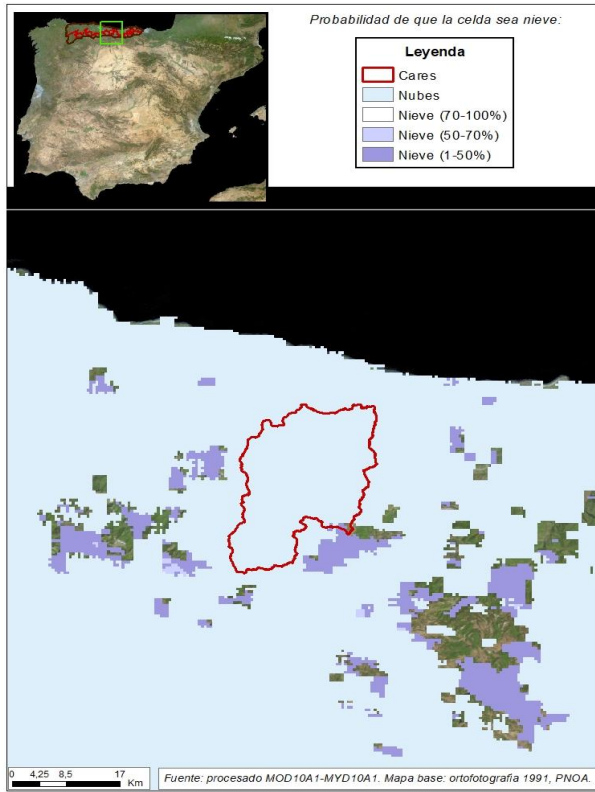 Probabilidad de que la celda sea nieve:
Leyenda
Cares
Nubes
Nieve (70-100%)
Nieve (50-70%)
Nieve (1-50%)
0 4,25 8,5 17
Km
Fuente: procesado MOD10A1-MYD10A1. Mapa base: ortofotografía 1991, PNOA.